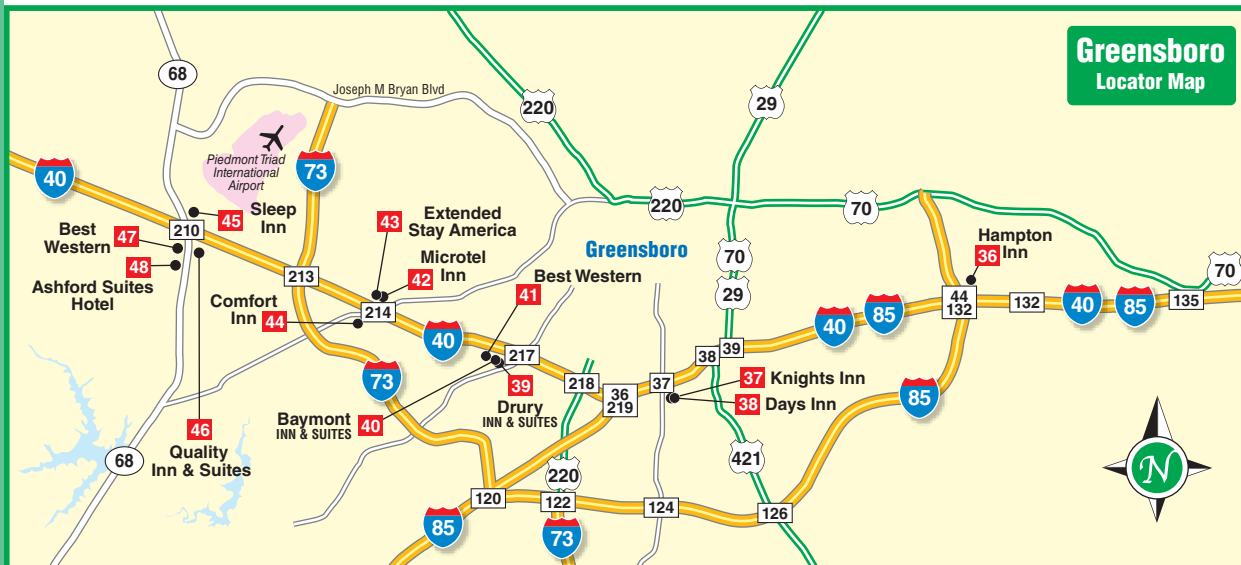 Greensboro
Locator Map
68
Joseph M Bryan Blvd
220
29
Piedmont Triad
International
Airport
73
40
45
Sleep
Inn
210
Best
Western
47
48
Ashford Suites
Hotel
43
Extended
Stay America
42
Microtel
Inn
220
70
Greensboro
70
29
Hampton
36
Inn
70
213
Comfort
Inn
44
214
41
Best Western
40
217
44
132
132
40
85
135
40
85
39
38
73
39
Drury
INN & SUITES
Baymont
INN & SUITES
40
218
36
219
37
37
Knights Inn
38
Days Inn
85
46
Quality
Inn & Suites
68
220
421
120
122
124
126
85
73
N